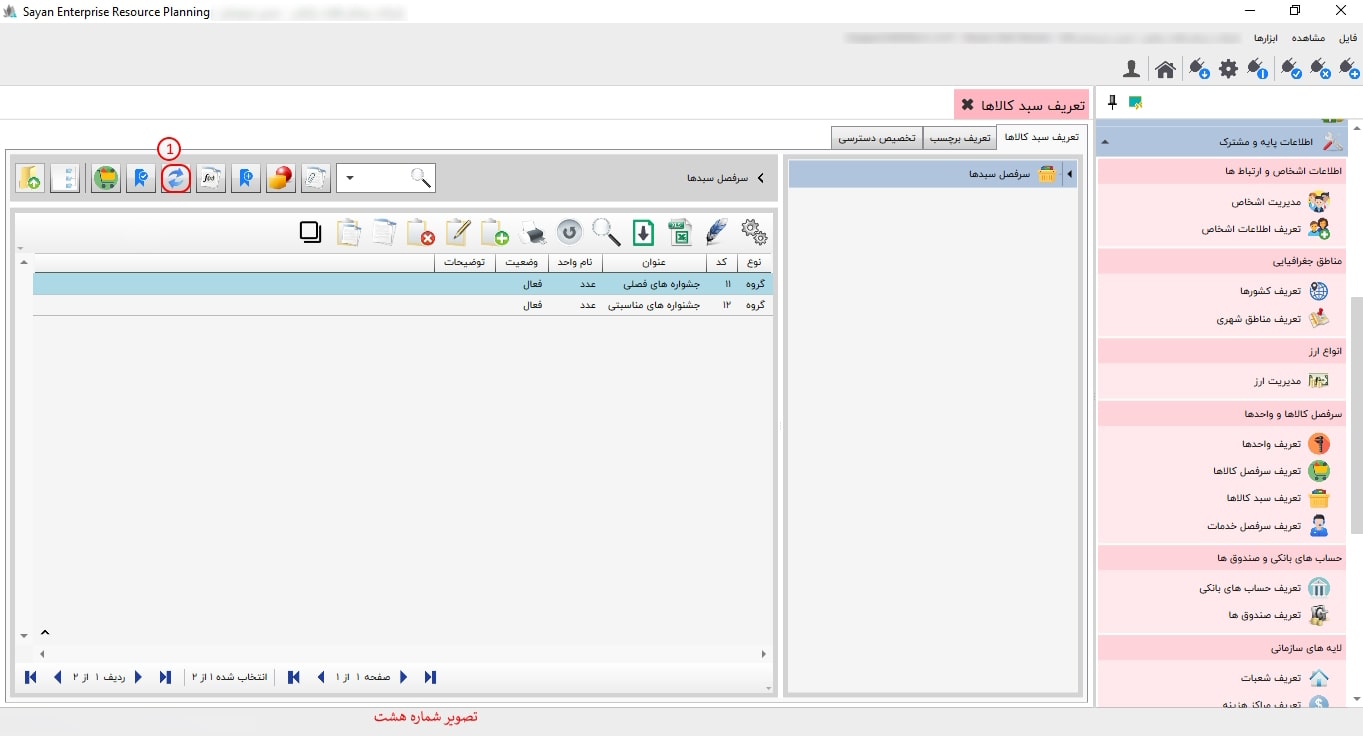 Sayan Enterprise Resource Planning
فایل مشاهده ابزارها
تعریف سبد کالاها
تعریف سبد کالاها تعریف برچسب تخصیص دسترسی
1
سرفصل سبدها
سرفصل سبدها
نوع کد عنوان نام واحد وضعیت توضیحات
گروه ۱۱ جشواره های فصلی عدد فعال
گروه ۱۲ جشنواره های مناسبتی عدد فعال
صفحه ۱ از ۱ انتخاب شده ۱ از ۲ ردیف ۱ از ۲
اطلاعات پایه و مشترک
اطلاعات اشخاص و ارتباط ها
مدیریت اشخاص
تعریف اطلاعات اشخاص
مناطق جغرافیایی
تعریف کشورها
تعریف مناطق شهری
انواع ارز
مدیریت ارز
سرفصل کالاها و واحدها
تعریف واحدها
تعریف سرفصل کالاها
تعریف سبد کالاها
تعریف سرفصل خدمات
حساب های بانکی و صندوق ها
تعریف حساب های بانکی
تعریف صندوق ها
لایه های سازمانی
تعریف شعبات
تعریف مراکز هزینه
تصویر شماره هشت